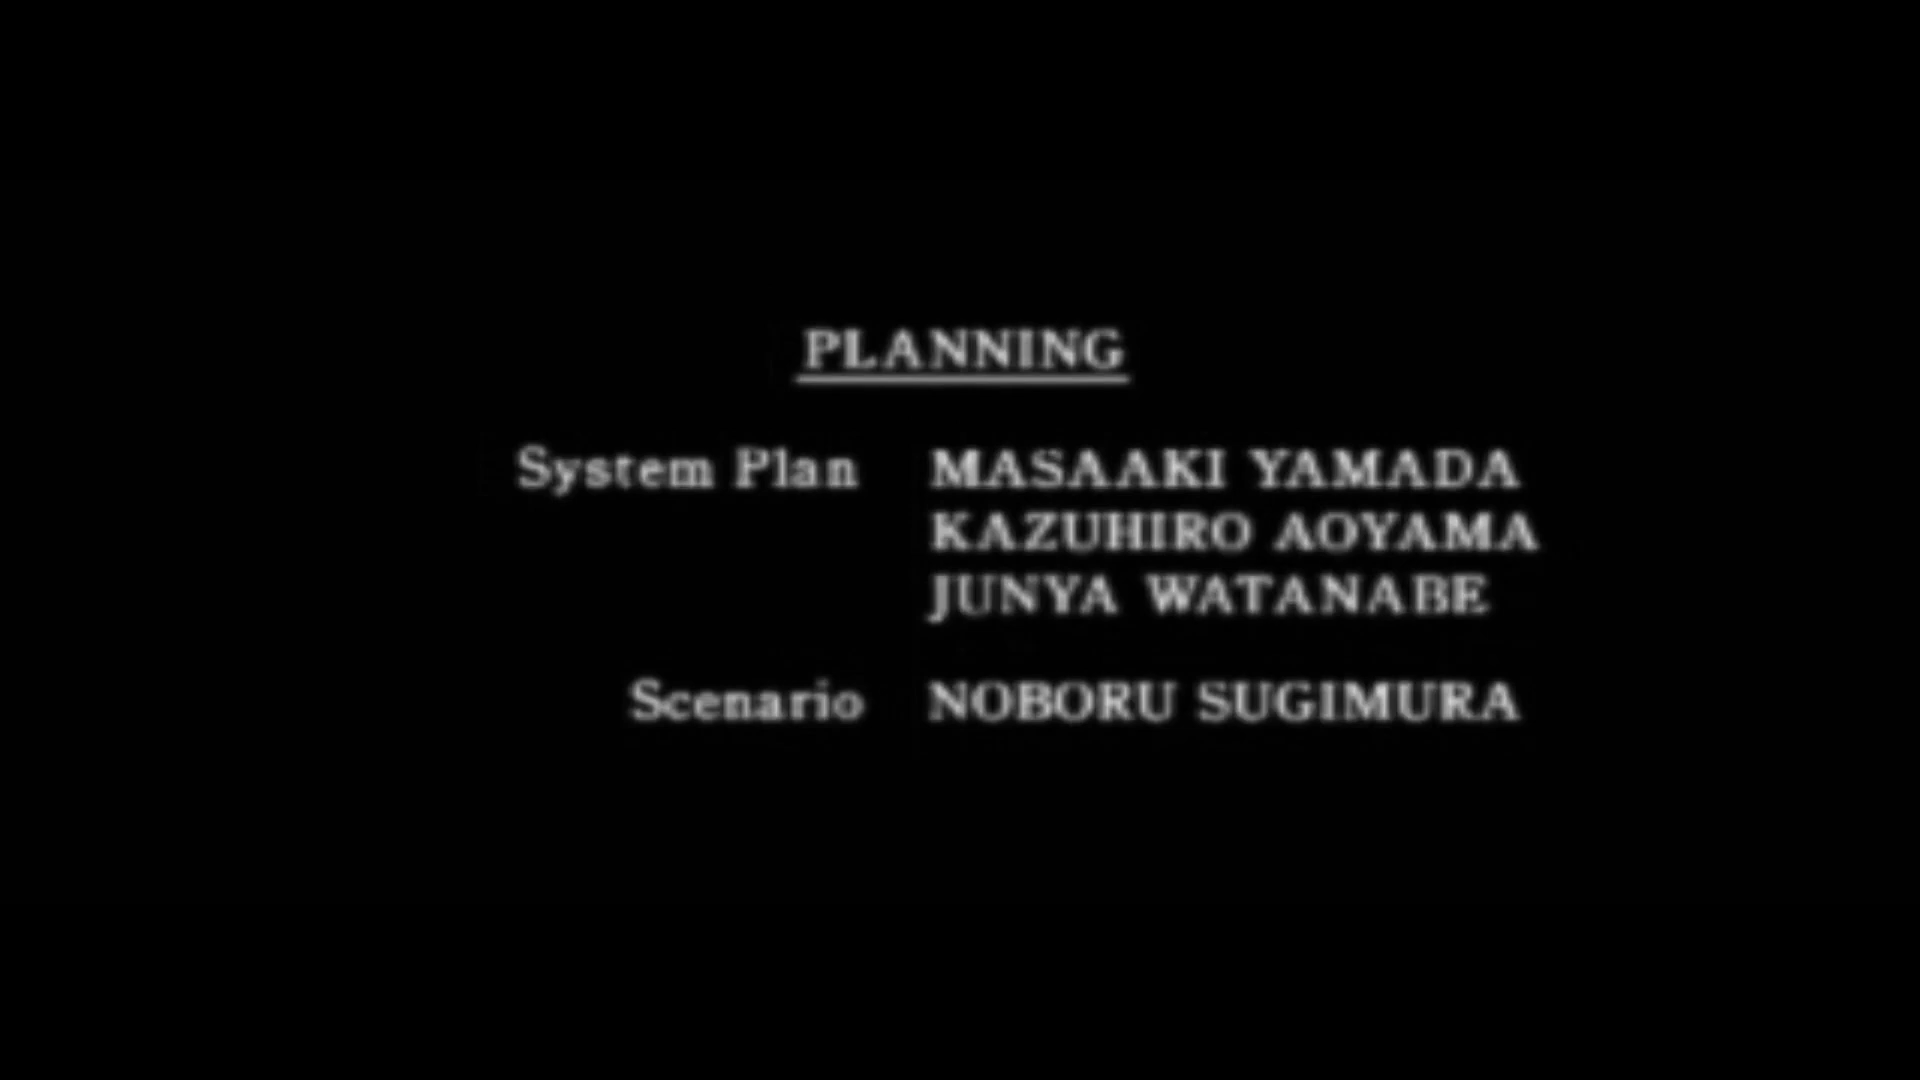 PLANNING
System Plan MASAAKI YAMADA
KAZUHIRO AOYAMA
JUNYA WATANABE
Scenario NOBORU SUGIMURA